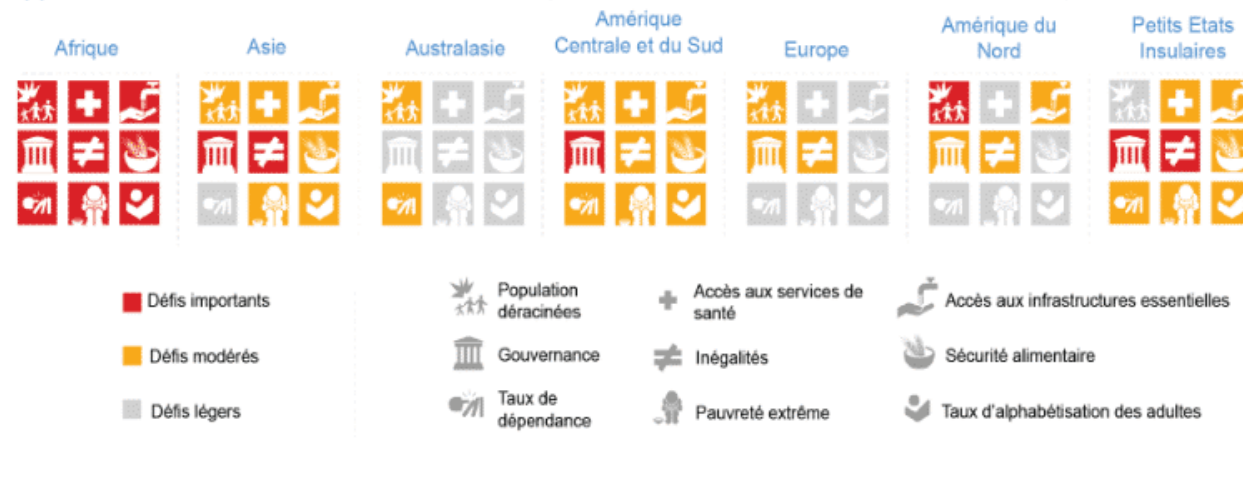 Afrique
Asie
Australasie
Amérique
Centrale et du Sud
Europe
Amérique du
Nord
Petits Etats
Insulaires
Défis importants
Défis modérés
Défis légers
Population
déracinées
Gouvernance
Taux de
dépendance
Accès aux services de
santé
Inégalités
Pauvreté extrême
Accès aux infrastructures essentielles
Sécurité alimentaire
Taux d'alphabétisation des adultes